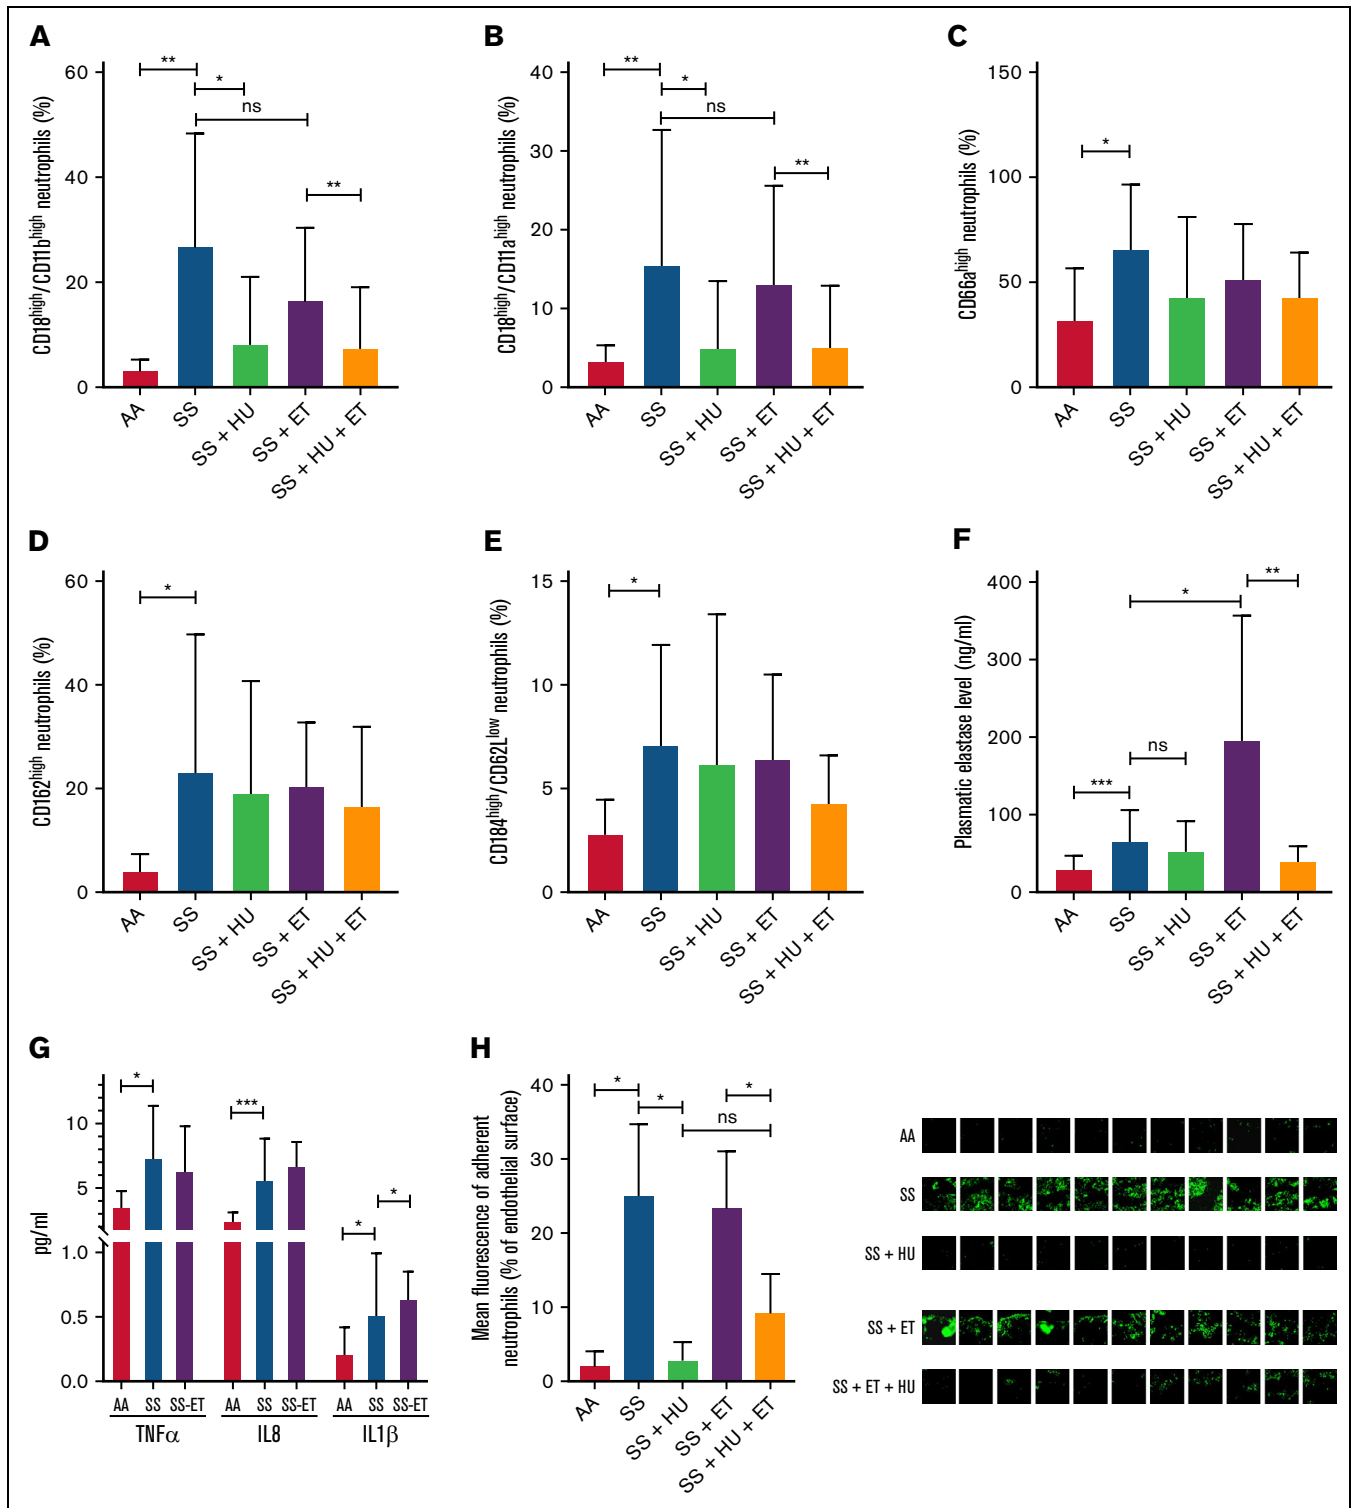 A
CD18high/CD11bhigh neutrophils (%)
60
40
20
0
**
*
ns
**
AA
SS
SS + HU
SS + ET
SS + HU + ET
B
CD18high/CD11ahigh neutrophils (%)
40
30
20
10
0
**
*
ns
**
AA
SS
SS + HU
SS + ET
SS + HU + ET
C
CD66ahigh neutrophils (%)
150
100
50
0
*
AA
SS
SS + HU
SS + ET
SS + HU + ET
D
CD162high neutrophils (%)
60
40
20
0
*
AA
SS
SS + HU
SS + ET
SS + HU + ET
E
CD184high/CD62Llow neutrophils (%)
15
10
5
0
*
AA
SS
SS + HU
SS + ET
SS + HU + ET
F
Plasmatic elastase level (ng/ml)
400
300
200
100
0
***
ns
*
**
AA
SS
SS + HU
SS + ET
SS + HU + ET
G
pg/ml
10
5
1.0
0.5
0.0
*
***
*
*
AA SS SS-ET AA SS SS-ET AA SS SS-ET
TNFα IL8 IL1β
H
Mean fluorescence of adherent
neutrophils (% of endothelial surface)
40
30
20
10
0
*
*
*
ns
AA
SS
SS + HU
SS + ET
SS + HU + ET
AA
SS
SS + HU
SS + ET
SS + ET + HU